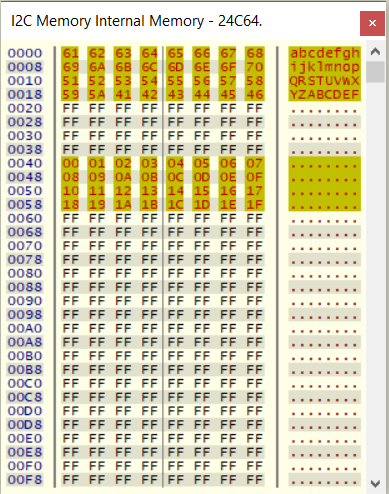 I2C Memory Internal Memory - 24C64.
0000 61 62 63 64 65 66 67 68 abcdefgh
0008 69 6A 6B 6C 6D 6E 6F 70 ijklmnop
0010 51 52 53 54 55 56 57 58 QRSTUVWX
0018 59 5A 41 42 43 44 45 46 YZABCDEF
0020 FF FF FF FF FF FF FF FF ........
0028 FF FF FF FF FF FF FF FF ........
0030 FF FF FF FF FF FF FF FF ........
0038 FF FF FF FF FF FF FF FF ........
0040 00 01 02 03 04 05 06 07 ........
0048 08 09 0A 0B 0C 0D 0E 0F ........
0050 10 11 12 13 14 15 16 17 ........
0058 18 19 1A 1B 1C 1D 1E 1F ........
0060 FF FF FF FF FF FF FF FF ........
0068 FF FF FF FF FF FF FF FF ........
0070 FF FF FF FF FF FF FF FF ........
0078 FF FF FF FF FF FF FF FF ........
0080 FF FF FF FF FF FF FF FF ........
0088 FF FF FF FF FF FF FF FF ........
0090 FF FF FF FF FF FF FF FF ........
0098 FF FF FF FF FF FF FF FF ........
00A0 FF FF FF FF FF FF FF FF ........
00A8 FF FF FF FF FF FF FF FF ........
00B0 FF FF FF FF FF FF FF FF ........
00B8 FF FF FF FF FF FF FF FF ........
00C0 FF FF FF FF FF FF FF FF ........
00C8 FF FF FF FF FF FF FF FF ........
00D0 FF FF FF FF FF FF FF FF ........
00D8 FF FF FF FF FF FF FF FF ........
00E0 FF FF FF FF FF FF FF FF ........
00E8 FF FF FF FF FF FF FF FF ........
00F0 FF FF FF FF FF FF FF FF ........
00F8 FF FF FF FF FF FF FF FF ........